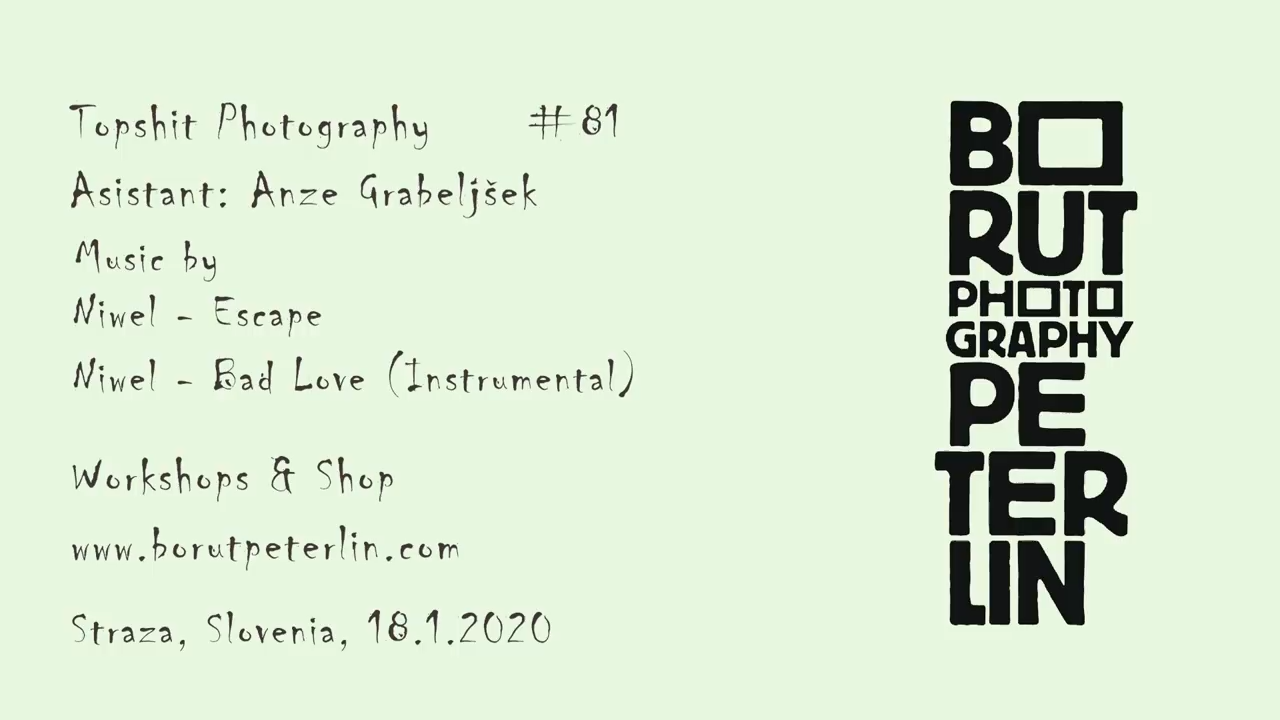 Topshit Photography #81
Asistant: Anze Grabeljšek
Music by
Niwel - Escape
Niwel - Bad Love (Instrumental)
Workshops & Shop
www.borutpeterlin.com
Straza, Slovenia, 18.1.2020
BO
RUT
PHOTO
GRAPHY
PE
TER
LIN